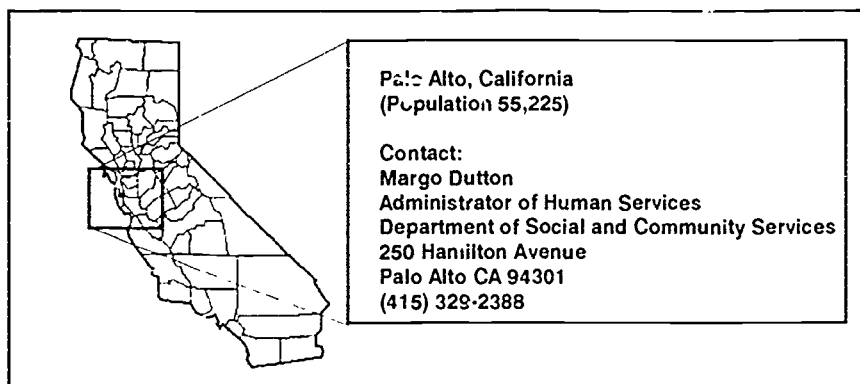 Palo Alto, California
(Population 55,225)
Contact:
Margo Dutton
Administrator of Human Services
Department of Social and Community Services
250 Hamilton Avenue
Palo Alto CA 94301
(415) 329-2388